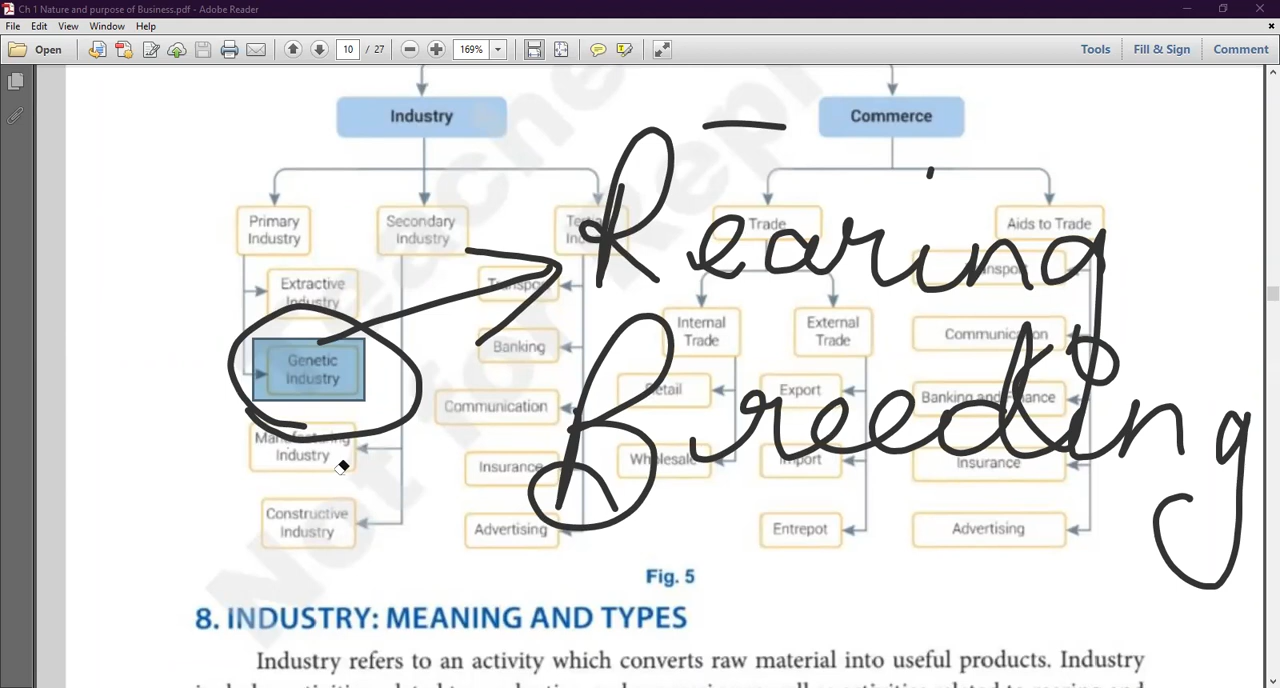 Ch 1 Nature and purpose of Business.pdf - Adobe Reader
File Edit View Window Help
Open 10 / 27 169% Tools Fill & Sign Comment
Industry
Commerce
Primary Industry
Secondary Industry
Trade
Aids to Trade
Extractive Industry
Genetic Industry
Manufacturing Industry
Constructive Industry
Transport
Banking
Communication
Insurance
Advertising
Internal Trade
External Trade
Retail
Wholesale
Export
Import
Entrepot
Transport
Communication
Banking and Finance
Insurance
Advertising
Rearing
Breeding
Fig. 5
8. INDUSTRY: MEANING AND TYPES
Industry refers to an activity which converts raw material into useful products. Industry